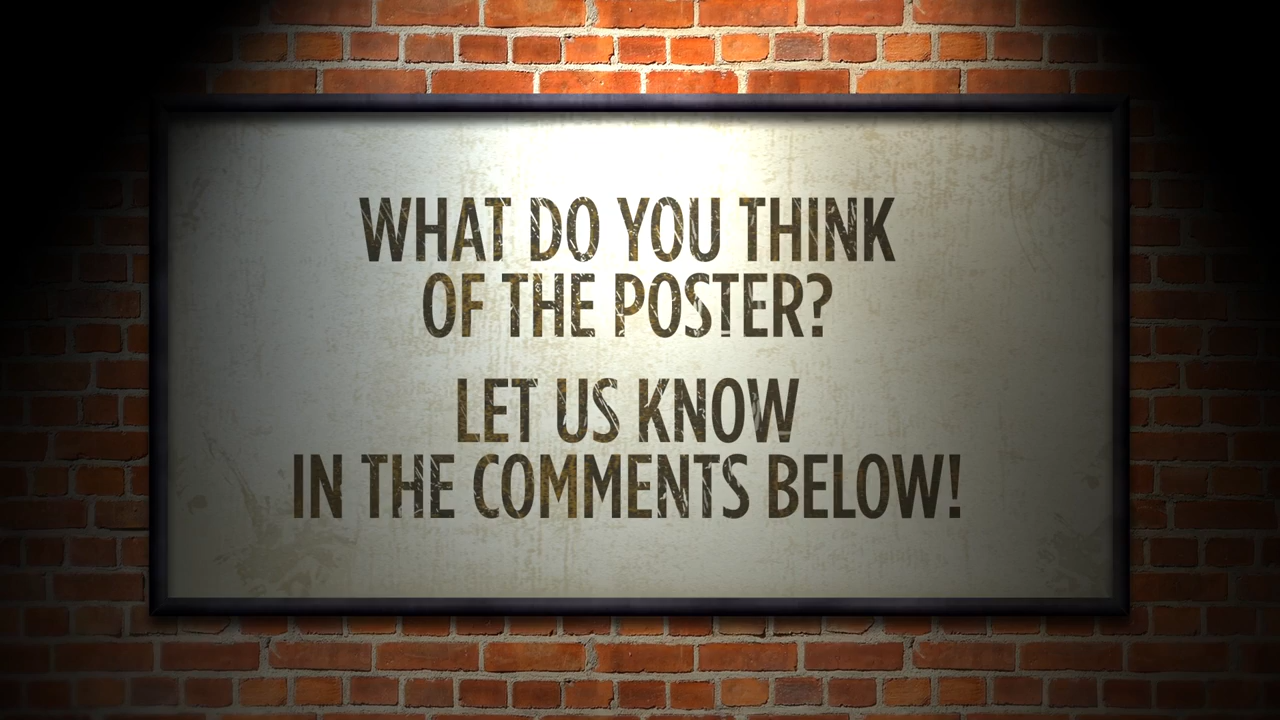 WHAT DO YOU THINK
OF THE POSTER?
LET US KNOW
IN THE COMMENTS BELOW!